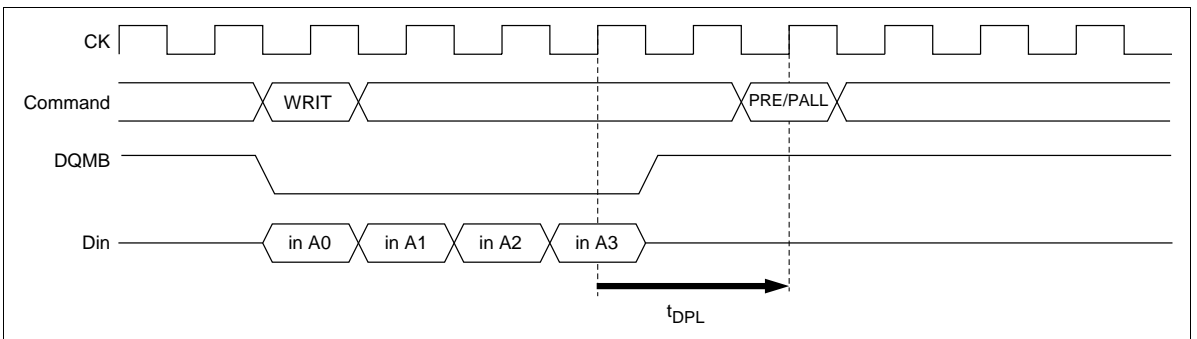 CK
Command WRIT PRE/PALL
DQMB
Din in A0 in A1 in A2 in A3
tDPL